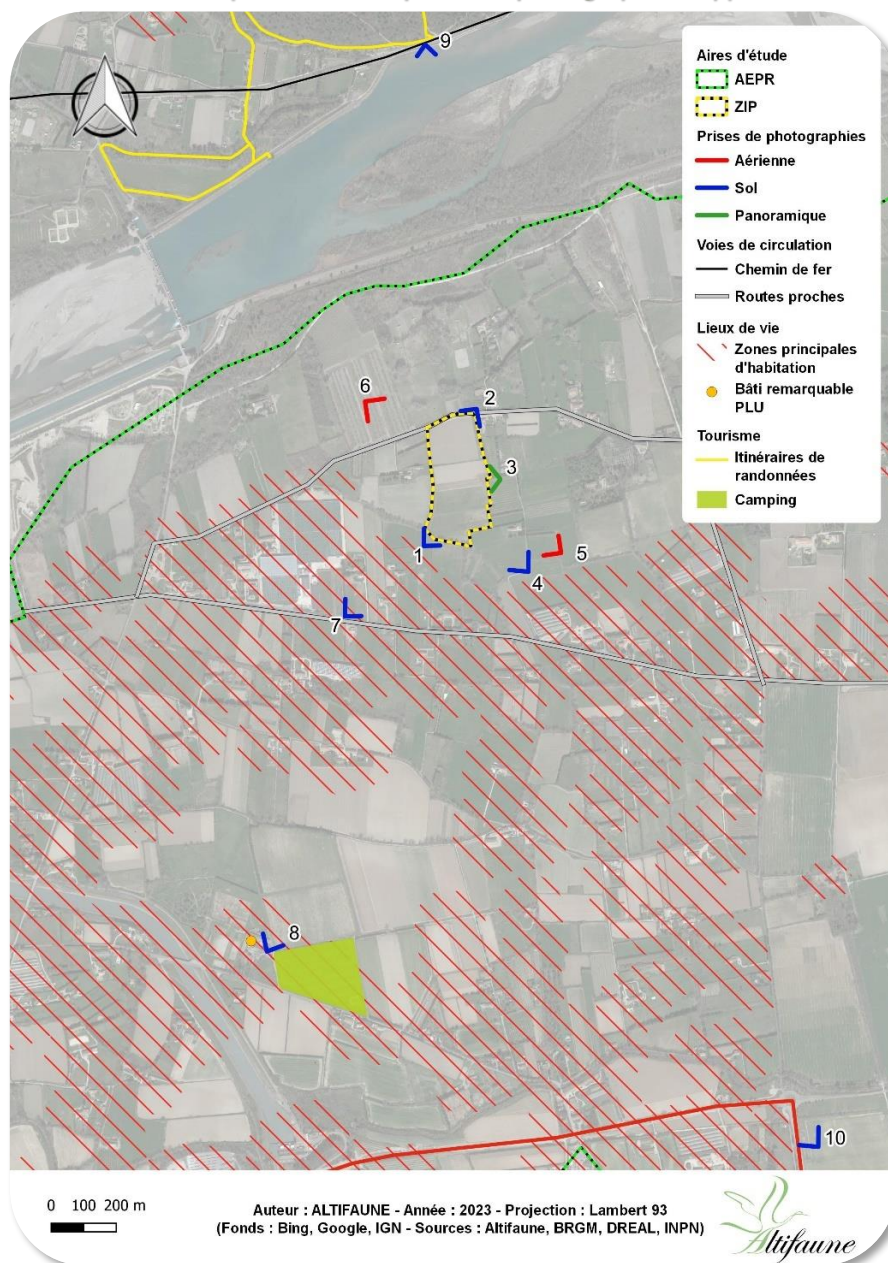 9
Aires d'étude
AEPR
ZIP
Prises de photographies
Aérienne
Sol
Panoramique
Voies de circulation
Chemin de fer
Routes proches
Lieux de vie
Zones principales
d'habitation
Bâti remarquable
PLU
Tourisme
Itinéraires de
randonnées
Camping
6
2
3
1
5
4
7
8
10
0 100 200 m
Auteur : ALTIFAUNE - Année : 2023 - Projection : Lambert 93
(Fonds : Bing, Google, IGN - Sources : Altifaune, BRGM, DREAL, INPN)
Altifaune